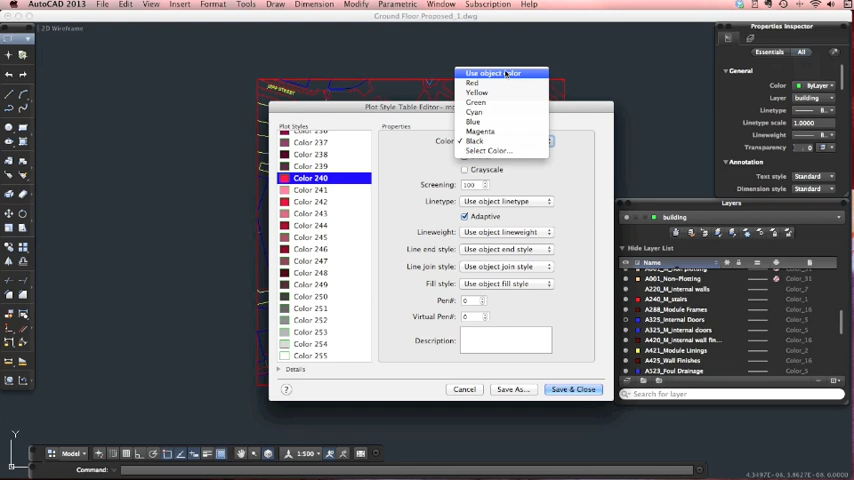 AutoCAD 2013 File Edit View Insert Format Tools Draw Dimension Modify Parametric Window Subscription Help
Ground Floor Proposed_1.dwg
2D Wireframe
Properties Inspector
Essentials All
General
Color ByLayer
Layer building
Linetype
Linetype scale 1.0000
Lineweight
Transparency 0
Annotation
Text style Standard
Dimension style Standard
Use object color
Red
Yellow
Green
Cyan
Blue
Magenta
Black
Select Color...
Plot Style Table Editor-
Plot Styles
Properties
Color 237
Color 238
Color 239
Color 240
Color 241
Color 242
Color 243
Color 244
Color 245
Color 246
Color 247
Color 248
Color 249
Color 250
Color 251
Color 252
Color 253
Color 254
Color 255
Grayscale
Screening: 100
Linetype: Use object linetype
Adaptive
Lineweight: Use object lineweight
Line end style: Use object end style
Line join style: Use object join style
Fill style: Use object fill style
Pen#: 0
Virtual Pen#: 0
Description:
Details
? Cancel Save As... Save & Close
Layers
building
Hide Layer List
Name
A001_Non-Plotting Color_9
A220_M_Internal walls Color_7
A240_M_stairs Color_1
A288_Module Frames Color_16
A325_Internal Doors Color_5
A325_M_Internal doors Color_5
A420_M_Internal wall fin... Color_16
A421_Module Linings Color_2
A425_Wall Finishes Color_16
A523_Foul Drainage Color_5
Search for layer
Model
1:500
Command:
Y
X